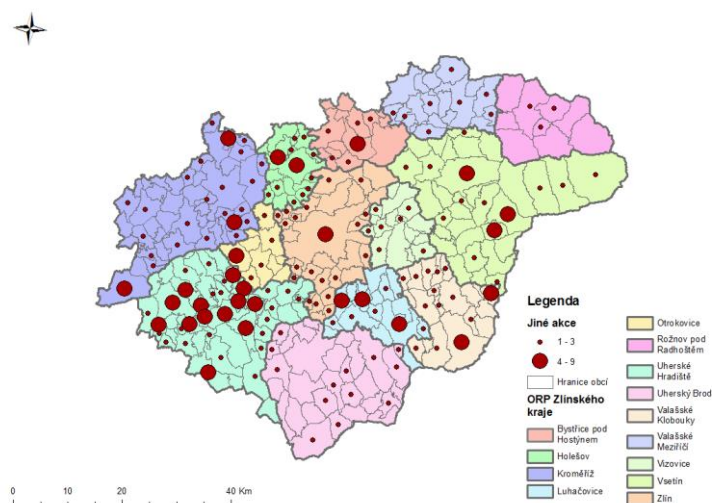 Legenda
Jiné akce
1 - 3
4 - 9
Hranice obcí
ORP Zlínského
kraje
Bystřice pod
Hostýnem
Holešov
Kroměříž
Luhačovice
Otrokovice
Rožnov pod
Radhoštěm
Uherské
Hradiště
Uherský Brod
Valašské
Klobouky
Valašské
Meziříčí
Vizovice
Vsetín
Zlín
0 20 40 Km